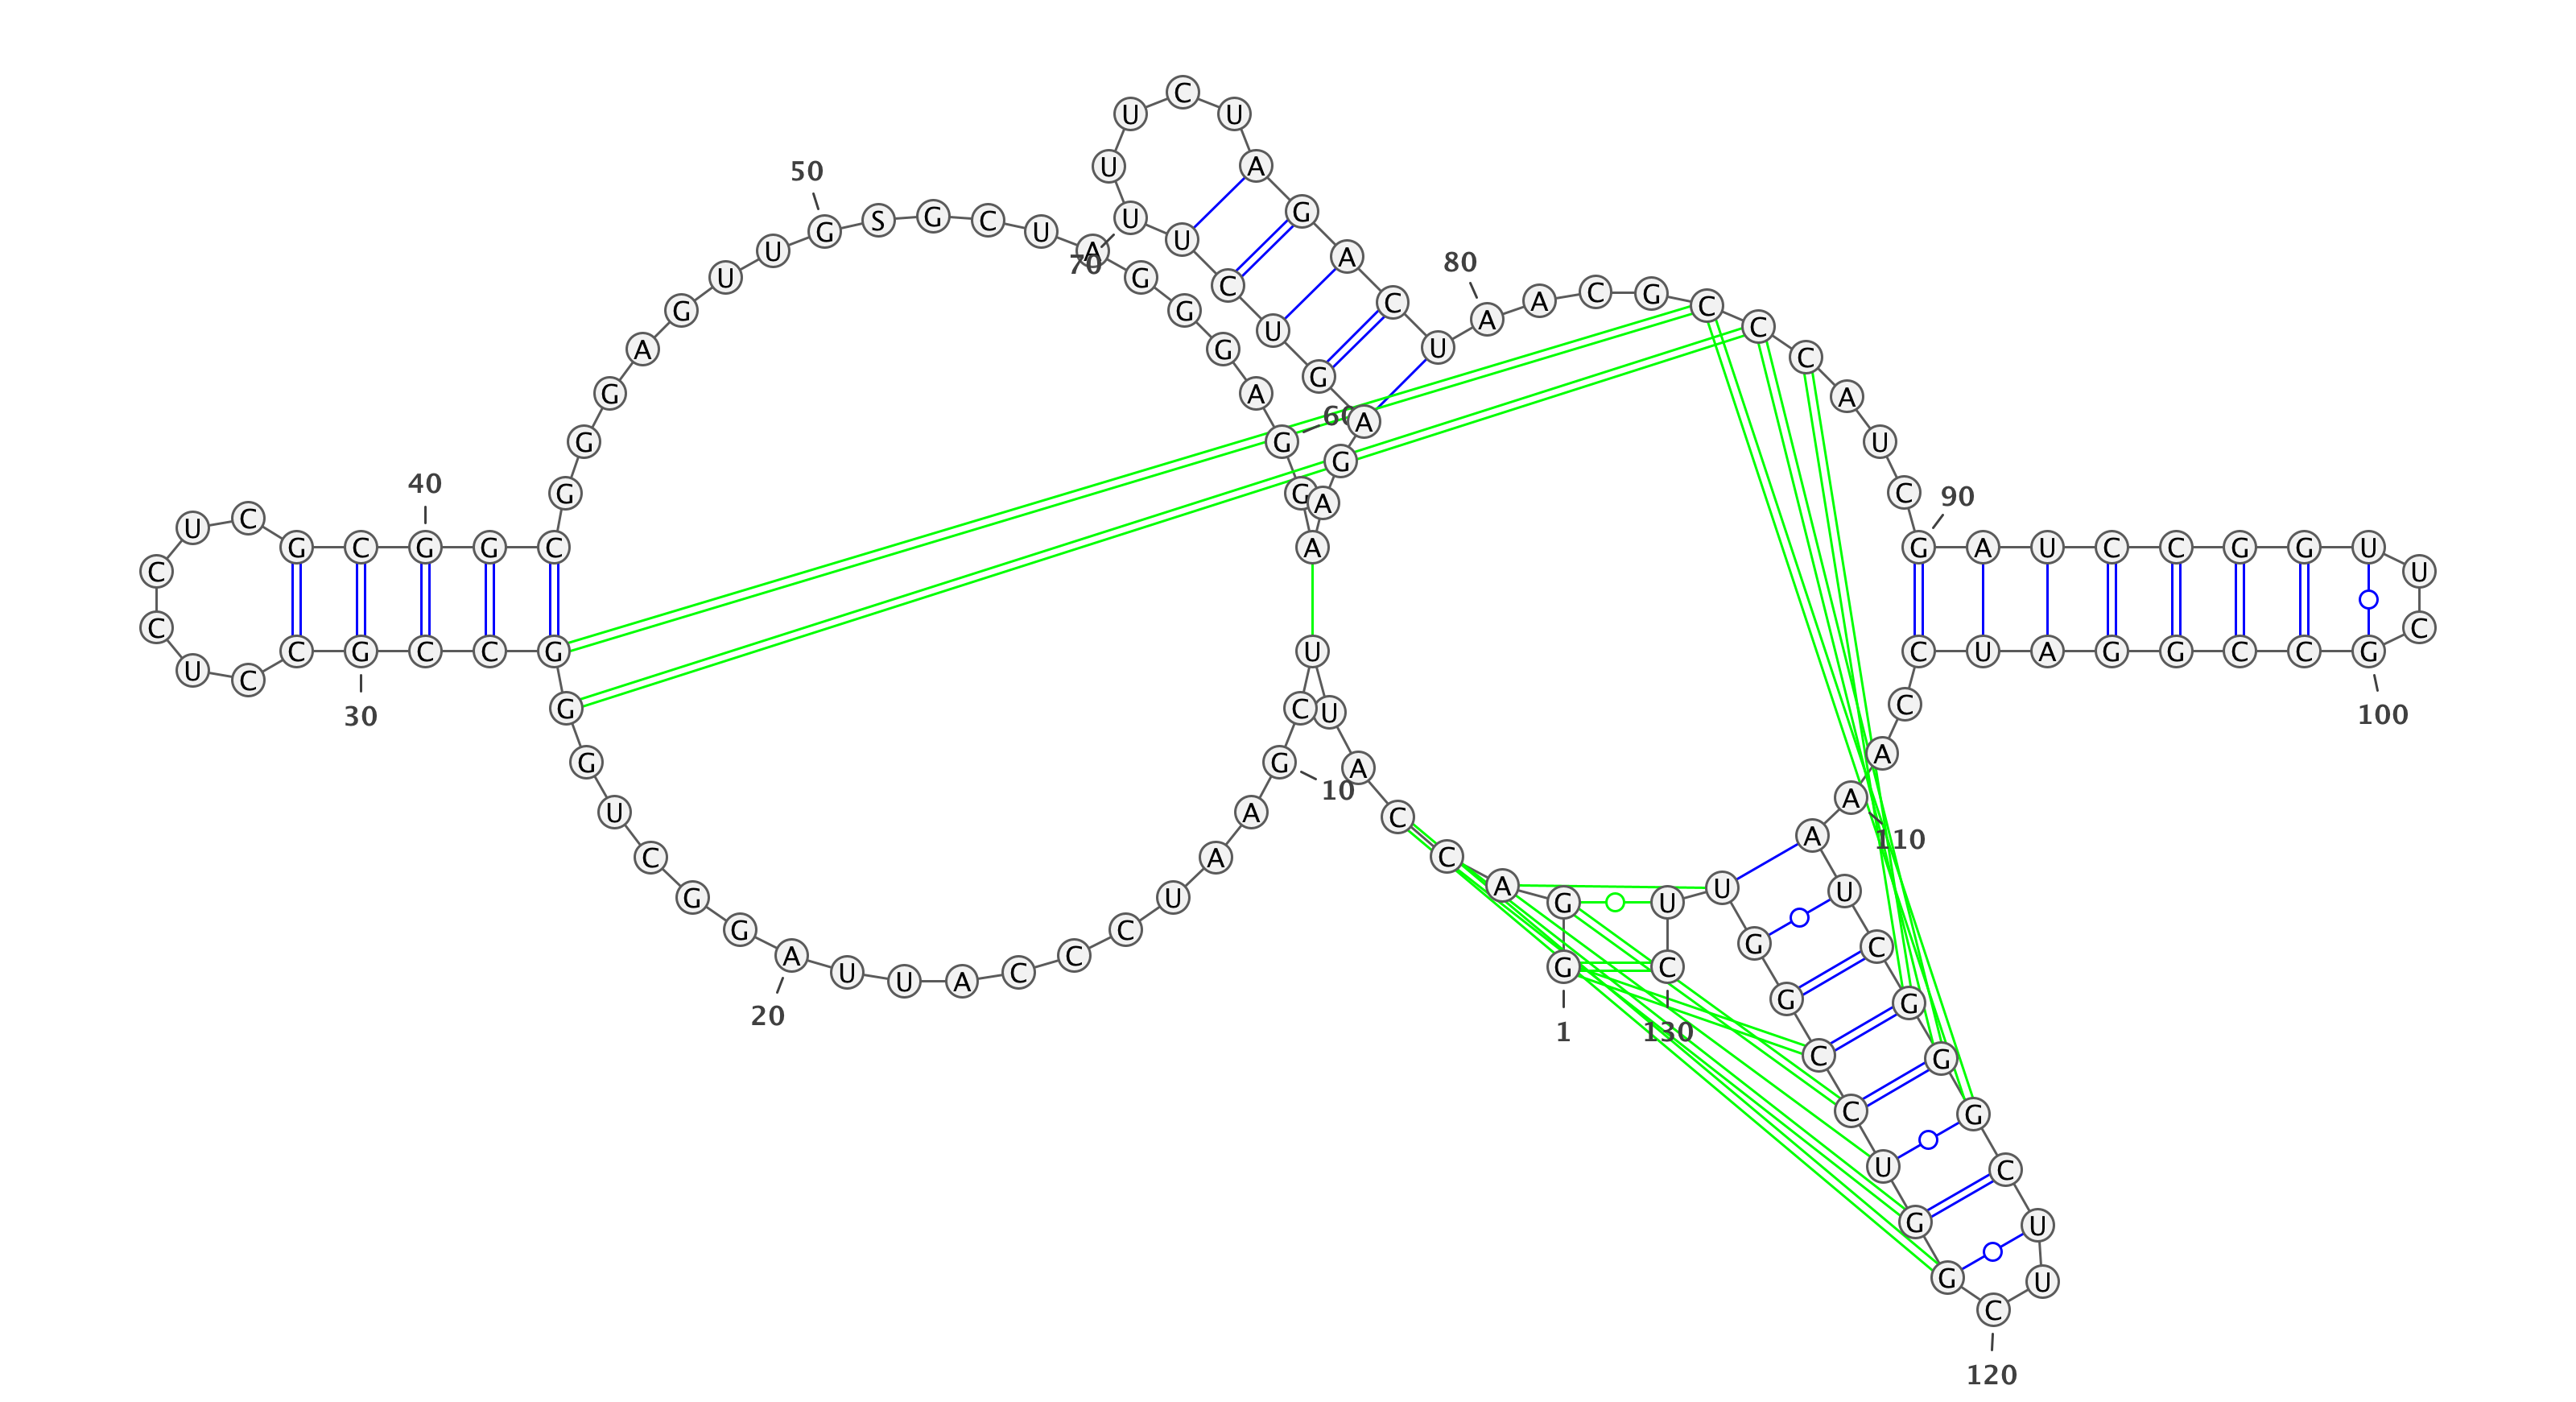 G
1
G A C C A U U C G
10
A A U C C C A U U A
20
G G C U G G G C C G
30
C C U C C U C G C G
40
G C G G G A G U U G
50
S G C U A G G G A G
60
G A A G A G U C U U
70
U U C U A G A C U A
80
A C G C C C A U C G
90
A U C C G G U U C G
100
C C G G A U C C A A
110
A U C G G G C U U C
120
G G U C C G G U U C
130